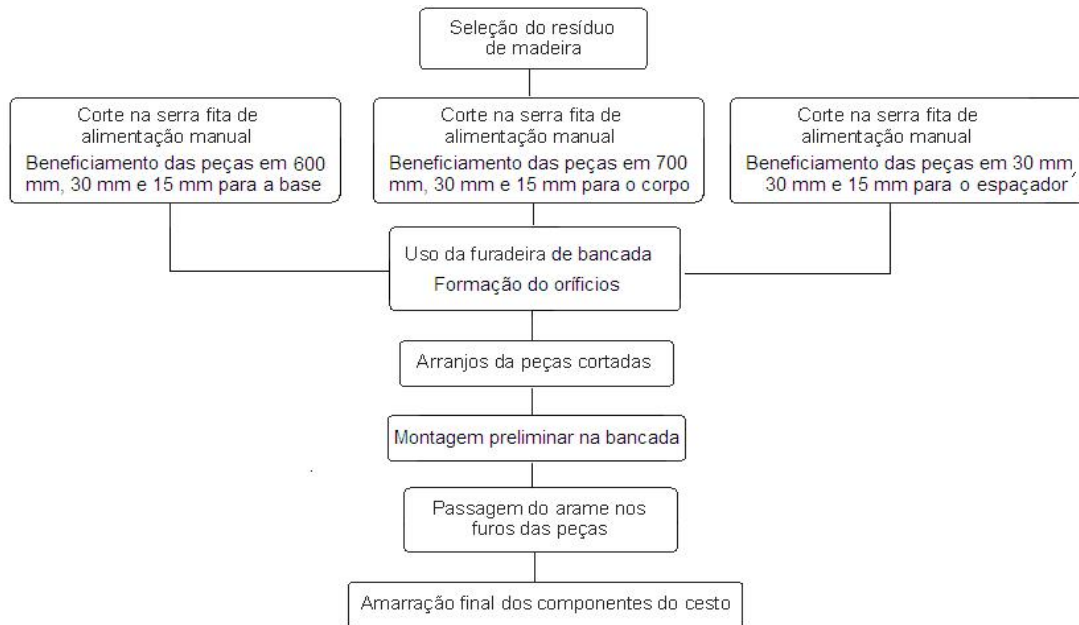 Seleção do resíduo
de madeira
Corte na serra fita de
alimentação manual
Beneficiamento das peças em 600
mm, 30 mm e 15 mm para a base
Corte na serra fita de
alimentação manual
Beneficiamento das peças em 700
mm, 30 mm e 15 mm para o corpo
Corte na serra fita de
alimentação manual
Beneficiamento das peças em 30 mm,
30 mm e 15 mm para o espaçador
Uso da furadeira de bancada
Formação do orífícios
Arranjos da peças cortadas
Montagem preliminar na bancada
Passagem do arame nos
furos das peças
Amarração final dos componentes do cesto